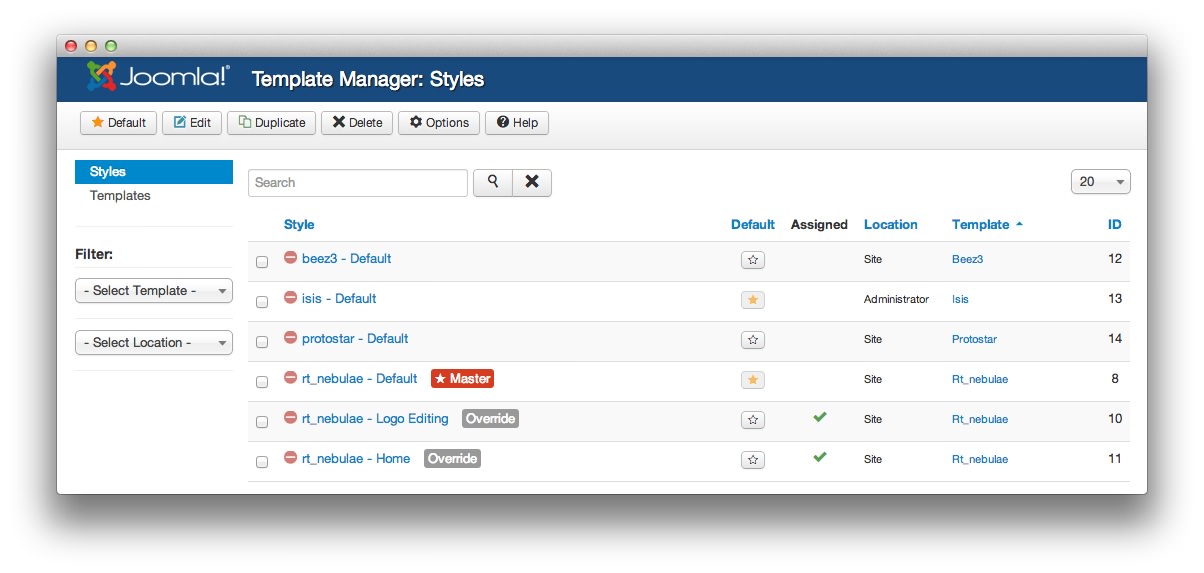 Joomla!® Template Manager: Styles
Default Edit Duplicate Delete Options Help
Styles
Templates
Filter:
- Select Template -
- Select Location -
Search 20
Style Default Assigned Location Template ID
beez3 - Default Site Beez3 12
isis - Default Administrator Isis 13
protostar - Default Site Protostar 14
rt_nebulae - Default Master Site Rt_nebulae 8
rt_nebulae - Logo Editing Override Site Rt_nebulae 10
rt_nebulae - Home Override Site Rt_nebulae 11